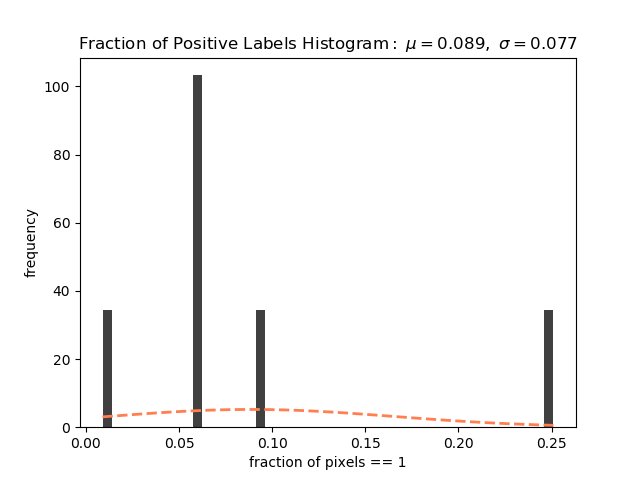 Fraction of Positive Labels Histogram : μ = 0.089, σ = 0.077
frequency
100
80
60
40
20
0
0.00 0.05 0.10 0.15 0.20 0.25
fraction of pixels == 1